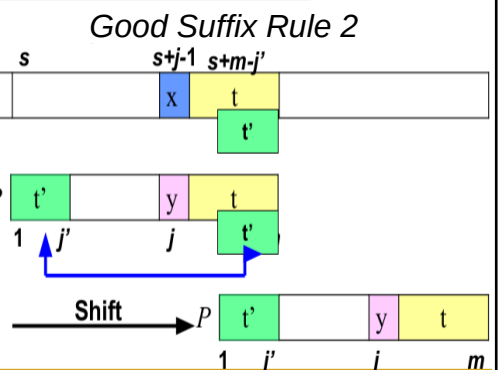 Good Suffix Rule 2
s s+j-1 s+m-j'
x t
t'
t' y t
t'
1 j' j
Shift P t' y t
1 j' j m